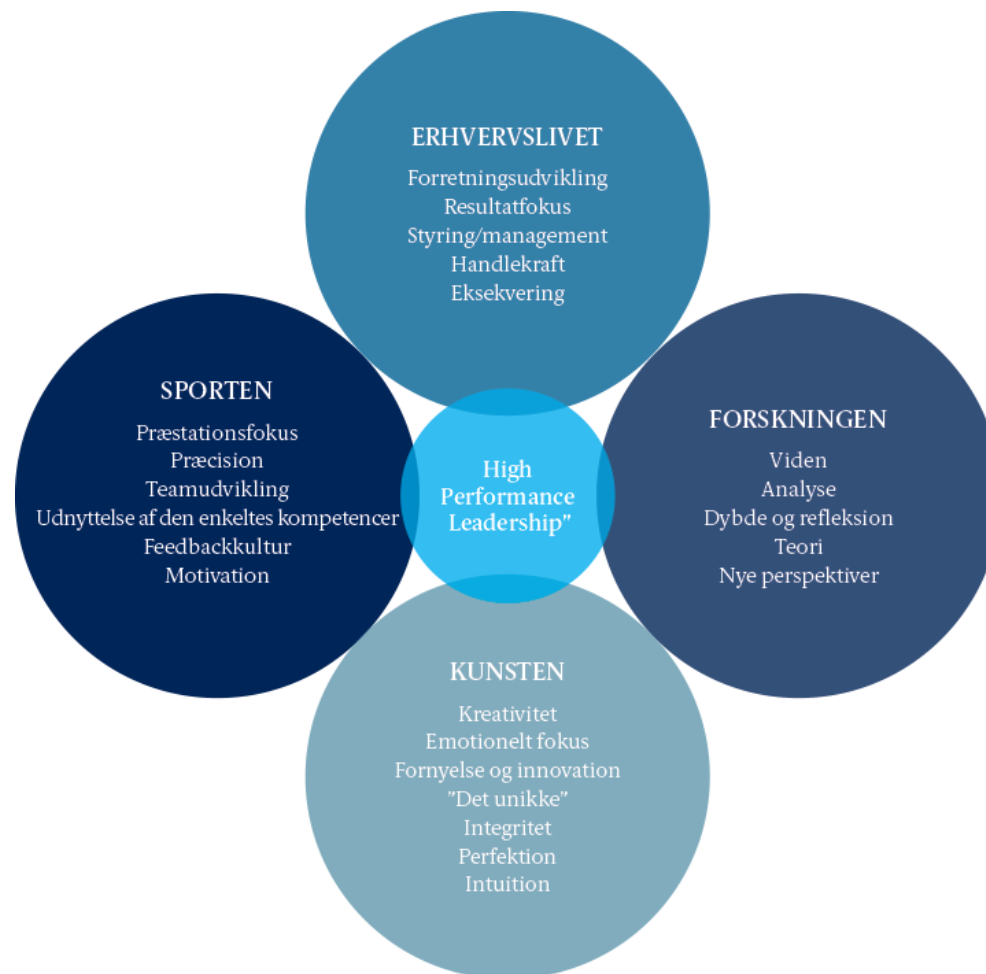 ERHVERVSLIVET
Forretningsudvikling
Resultatfokus
Styring/management
Handlekraft
Eksekvering
SPORTEN
Præstationsfokus
Præcision
Teamudvikling
Udnyttelse af den enkeltes kompetencer
Feedbackkultur
Motivation
High
Performance
Leadership”
FORSKNINGEN
Viden
Analyse
Dybde og refleksion
Teori
Nye perspektiver
KUNSTEN
Kreativitet
Emotionelt fokus
Fornyelse og innovation
”Det unikke”
Integritet
Perfektion
Intuition